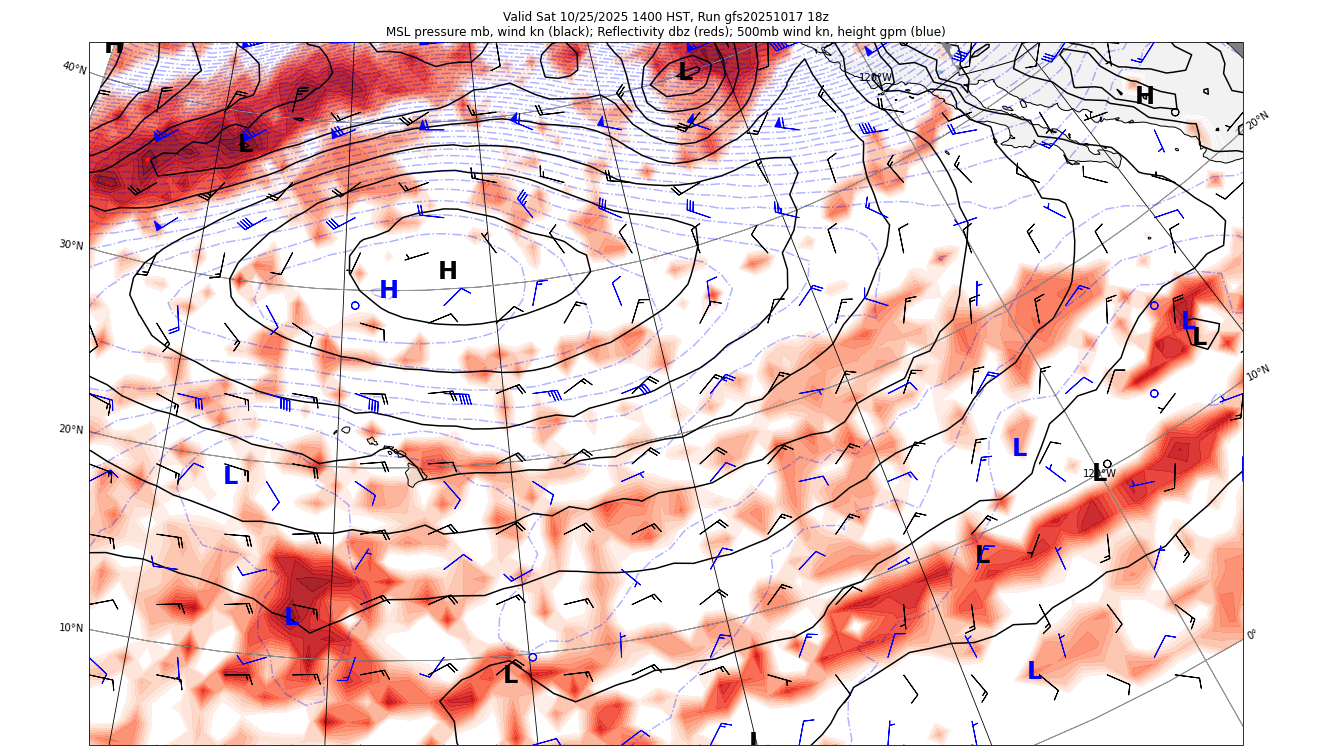 Valid Sat 10/25/2025 1400 HST, Run gfs20251017 18z
MSL pressure mb, wind kn (black); Reflectivity dbz (reds); 500mb wind kn, height gpm (blue)
H
L
120°W
40°N
H
20°N
L
30°N
H
H
L
L
10°N
20°N
L
L
L
120°W
L
L
10°N
0°
L
L
L